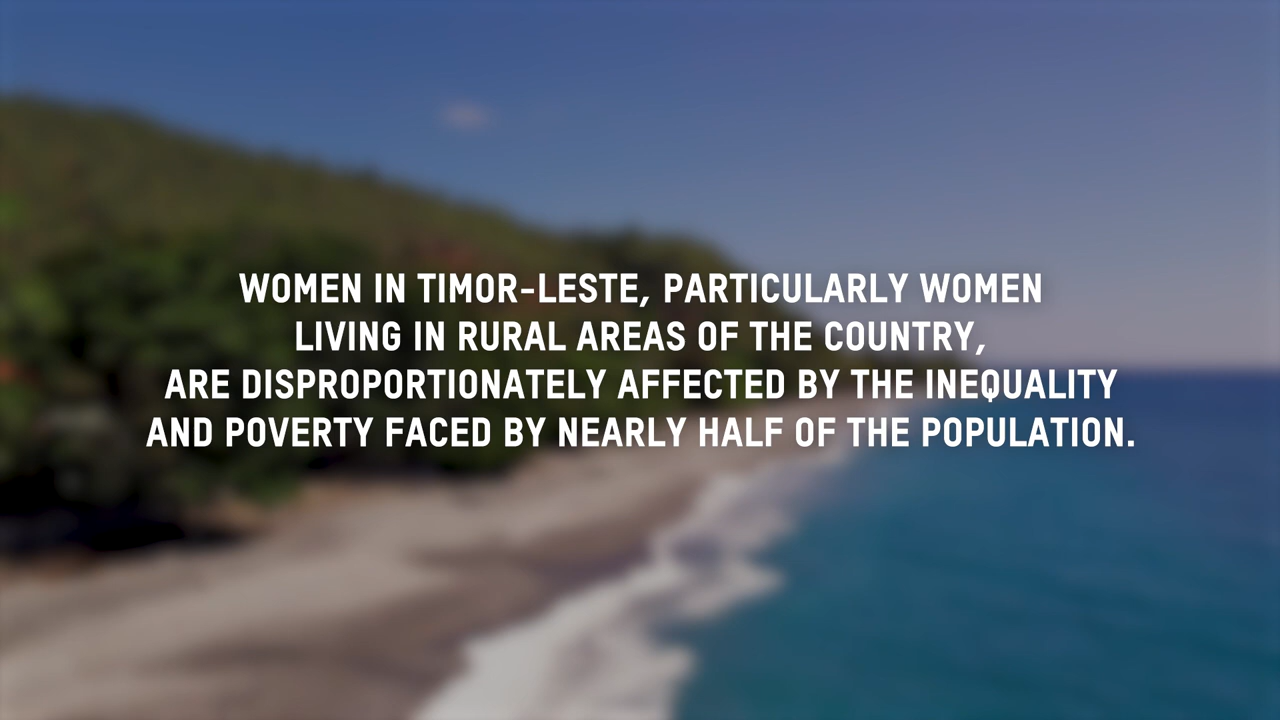 WOMEN IN TIMOR-LESTE, PARTICULARLY WOMEN
LIVING IN RURAL AREAS OF THE COUNTRY,
ARE DISPROPORTIONATELY AFFECTED BY THE INEQUALITY
AND POVERTY FACED BY NEARLY HALF OF THE POPULATION.